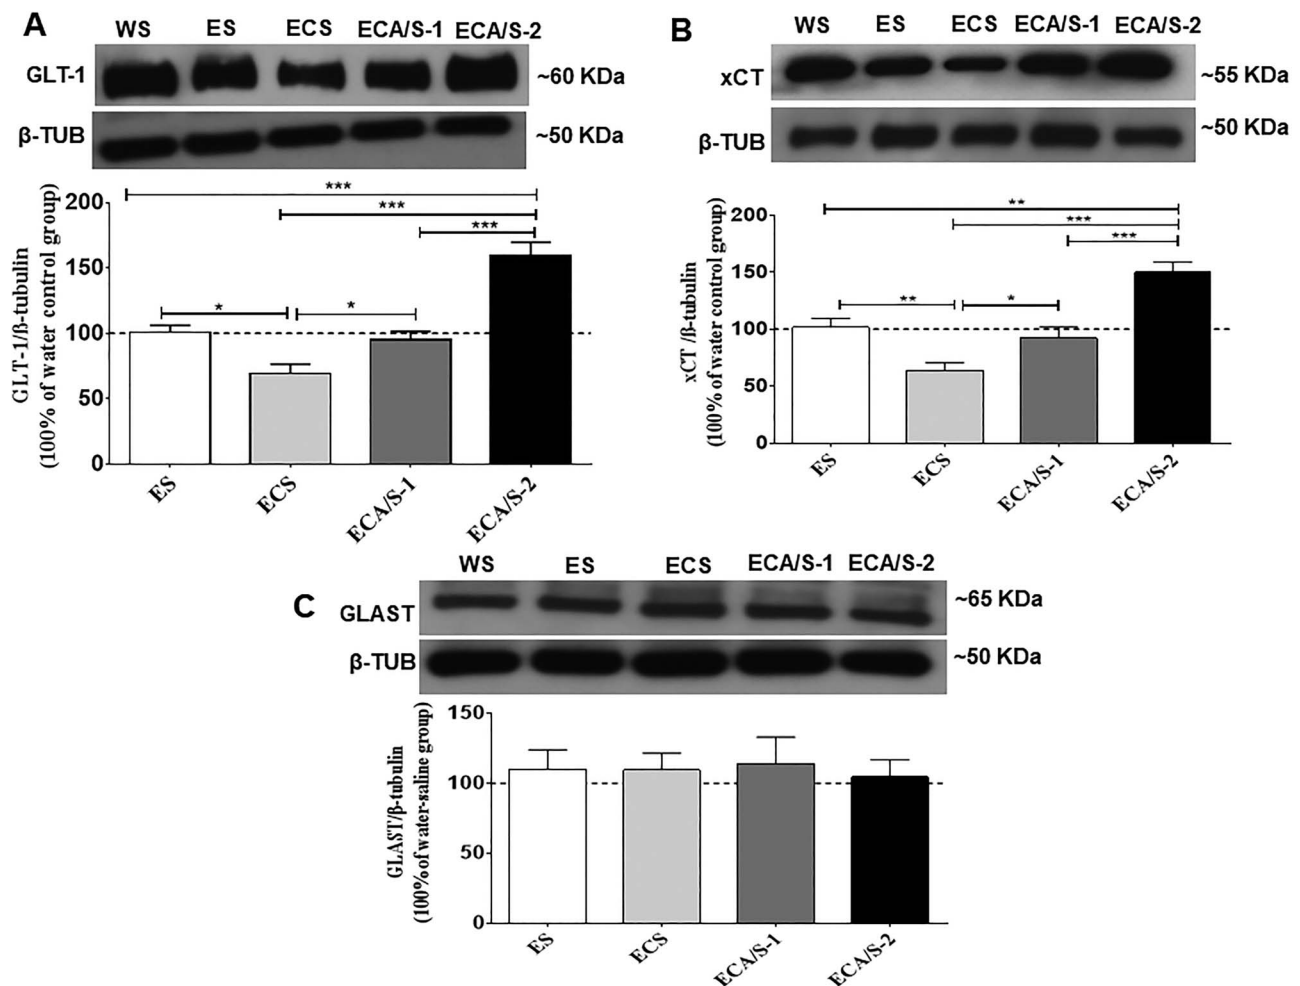 A
WS ES ECS ECA/S-1 ECA/S-2
GLT-1
~60 KDa
β-TUB
~50 KDa
GLT-1/ß-tubulin
(100% of water control group)
200
150
100
50
0
***
***
***
*
*
ES
ECS
ECA/S-1
ECA/S-2
B
WS ES ECS ECA/S-1 ECA/S-2
xCT
~55 KDa
β-TUB
~50 KDa
xCT /ß-tubulin
(100% of water control group)
200
150
100
50
0
**
***
***
**
*
ES
ECS
ECA/S-1
ECA/S-2
C
WS ES ECS ECA/S-1 ECA/S-2
GLAST
~65 KDa
β-TUB
~50 KDa
GLAST/β-tubulin
(100% of water-saline group)
150
100
50
0
ES
ECS
ECA/S-1
ECA/S-2